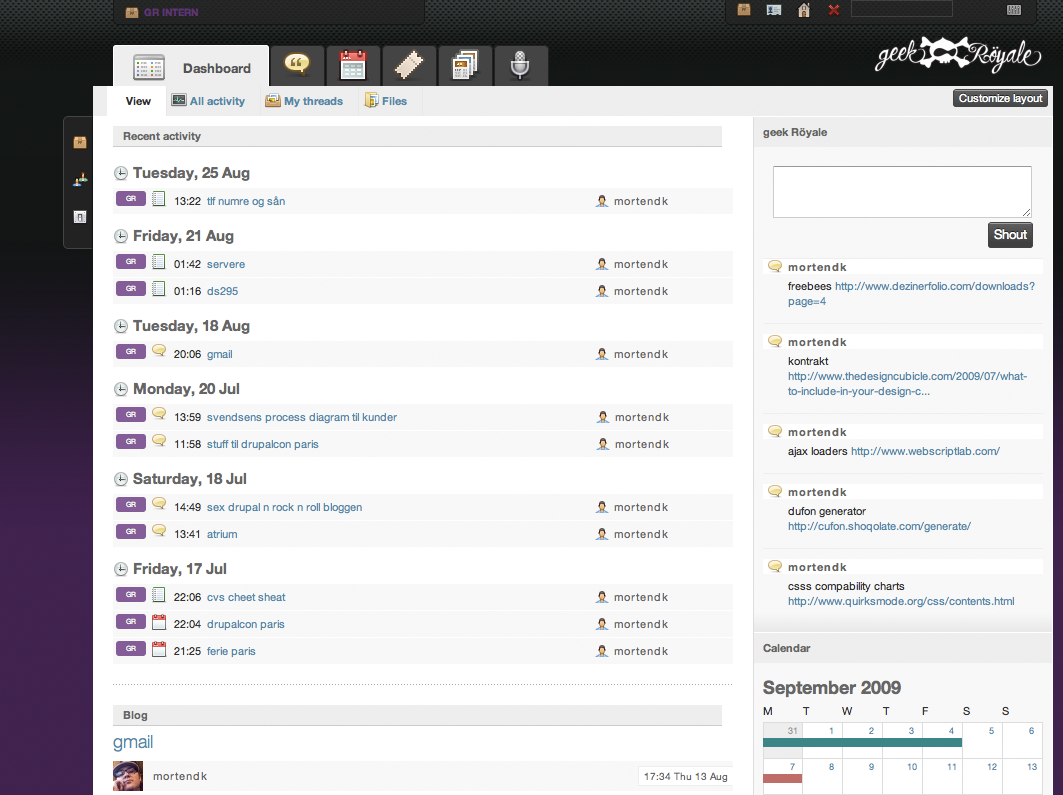 GR INTERN
geek Röyale
Dashboard
View
All activity
My threads
Files
Customize layout
Recent activity
Tuesday, 25 Aug
GR 13:22 tlf numre og sån mortendk
Friday, 21 Aug
GR 01:42 servere mortendk
GR 01:16 ds295 mortendk
Tuesday, 18 Aug
GR 20:06 gmail mortendk
Monday, 20 Jul
GR 13:59 svendsens process diagram til kunder mortendk
GR 11:58 stuff til drupalcon paris mortendk
Saturday, 18 Jul
GR 14:49 sex drupal n rock n roll bloggen mortendk
GR 13:41 atrium mortendk
Friday, 17 Jul
GR 22:06 cvs cheet sheat mortendk
GR 22:04 drupalcon paris mortendk
GR 21:25 ferie paris mortendk
Blog
gmail
mortendk 17:34 Thu 13 Aug
geek Röyale
Shout
mortendk
freebees http://www.dezinerfolio.com/downloads?
page=4
mortendk
kontrakt
http://www.thedesigncubicle.com/2009/07/what-
to-include-in-your-design-c...
mortendk
ajax loaders http://www.webscriptlab.com/
mortendk
dufon generator
http://cufon.shoqolate.com/generate/
mortendk
csss compability charts
http://www.quirksmode.org/css/contents.html
Calendar
September 2009
M T W T F S S
31 1 2 3 4 5 6
7 8 9 10 11 12 13